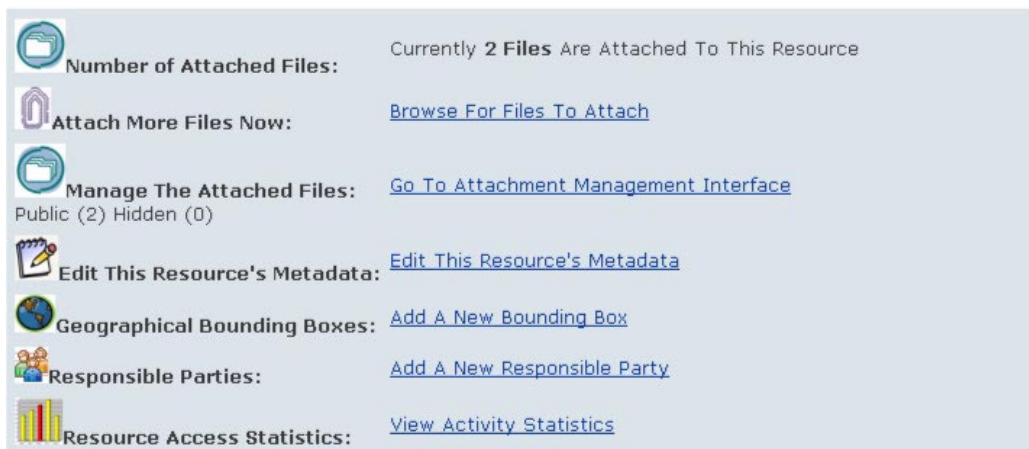 Number of Attached Files: Currently 2 Files Are Attached To This Resource
Attach More Files Now: Browse For Files To Attach
Manage The Attached Files: Go To Attachment Management Interface
Public (2) Hidden (0)
Edit This Resource's Metadata: Edit This Resource's Metadata
Geographical Bounding Boxes: Add A New Bounding Box
Responsible Parties: Add A New Responsible Party
Resource Access Statistics: View Activity Statistics